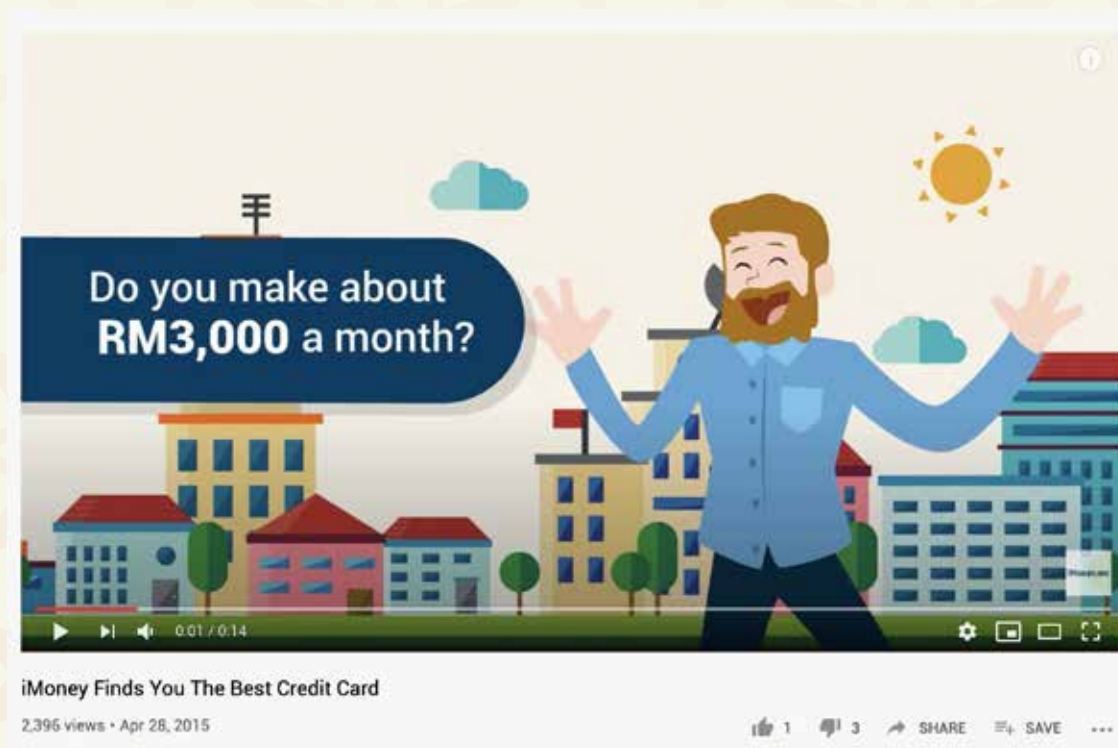 Do you make about
RM3,000 a month?
0:01 / 0:14
iMoney Finds You The Best Credit Card
2,396 views • Apr 28, 2015
1 3 SHARE SAVE